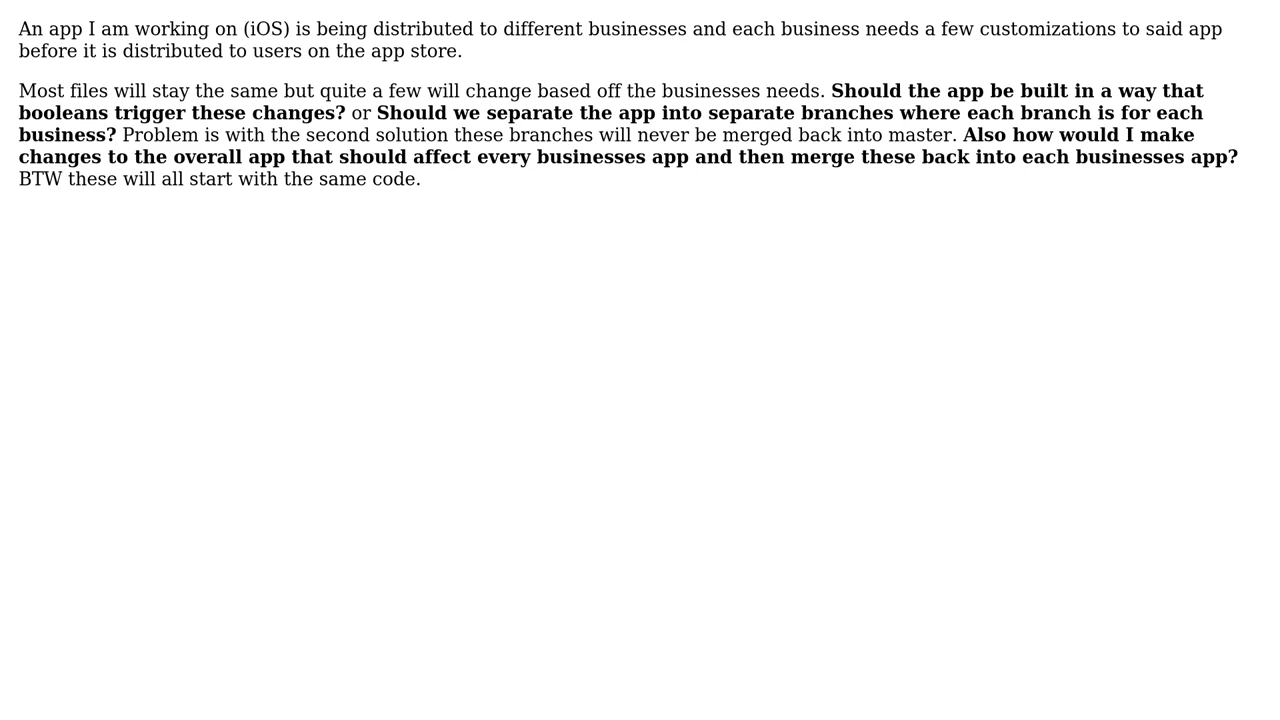 An app I am working on (iOS) is being distributed to different businesses and each business needs a few customizations to said app
before it is distributed to users on the app store.
Most files will stay the same but quite a few will change based off the businesses needs. Should the app be built in a way that
booleans trigger these changes? or Should we separate the app into separate branches where each branch is for each
business? Problem is with the second solution these branches will never be merged back into master. Also how would I make
changes to the overall app that should affect every businesses app and then merge these back into each businesses app?
BTW these will all start with the same code.